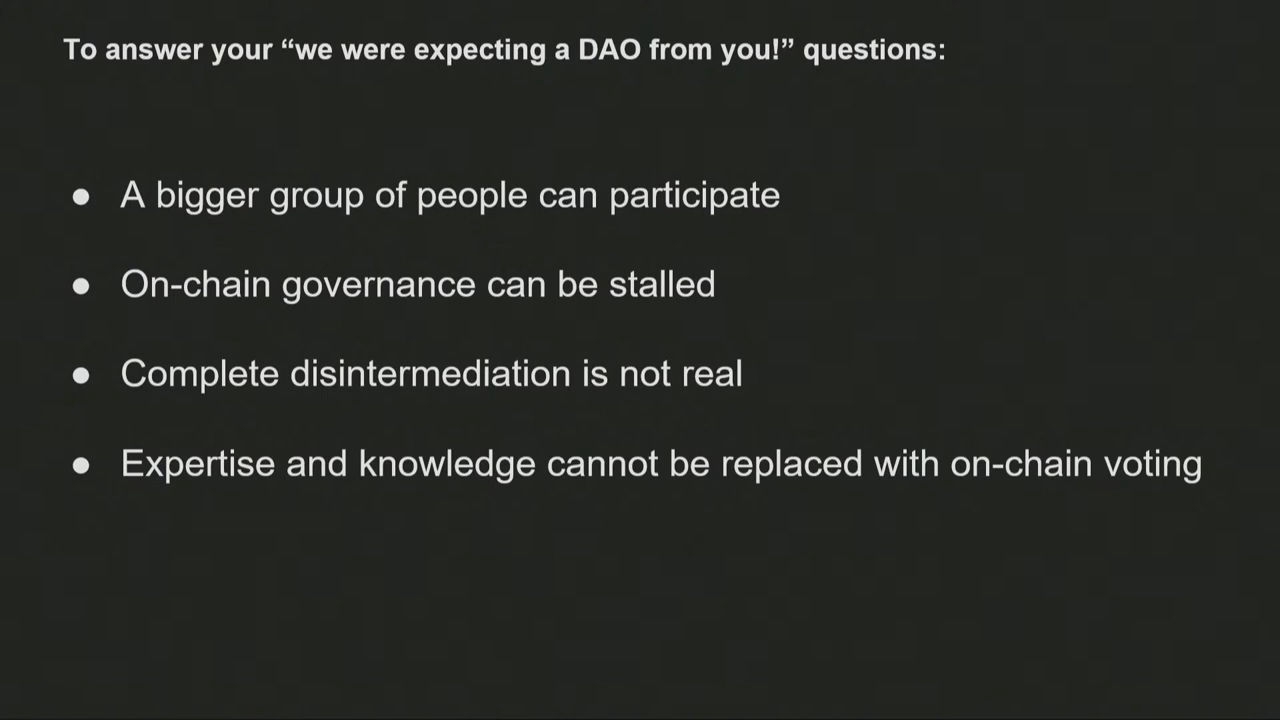 To answer your “we were expecting a DAO from you!” questions:
● A bigger group of people can participate
● On-chain governance can be stalled
● Complete disintermediation is not real
● Expertise and knowledge cannot be replaced with on-chain voting